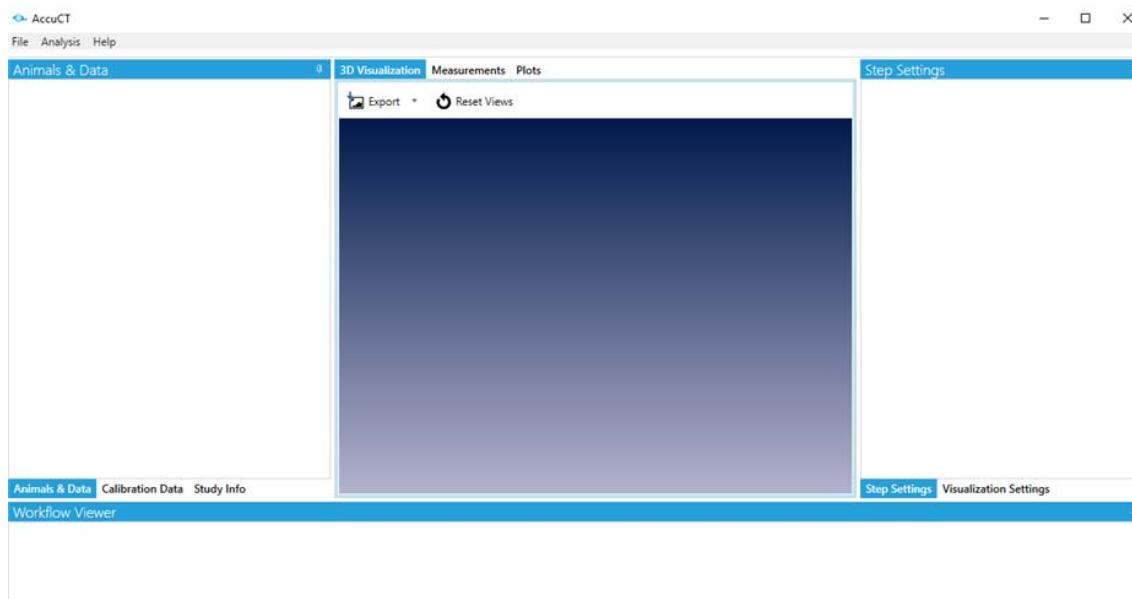 AccuCT
File Analysis Help
Animals & Data
3D Visualization Measurements Plots
Step Settings
Export
Reset Views
Animals & Data Calibration Data Study Info
Step Settings Visualization Settings
Workflow Viewer